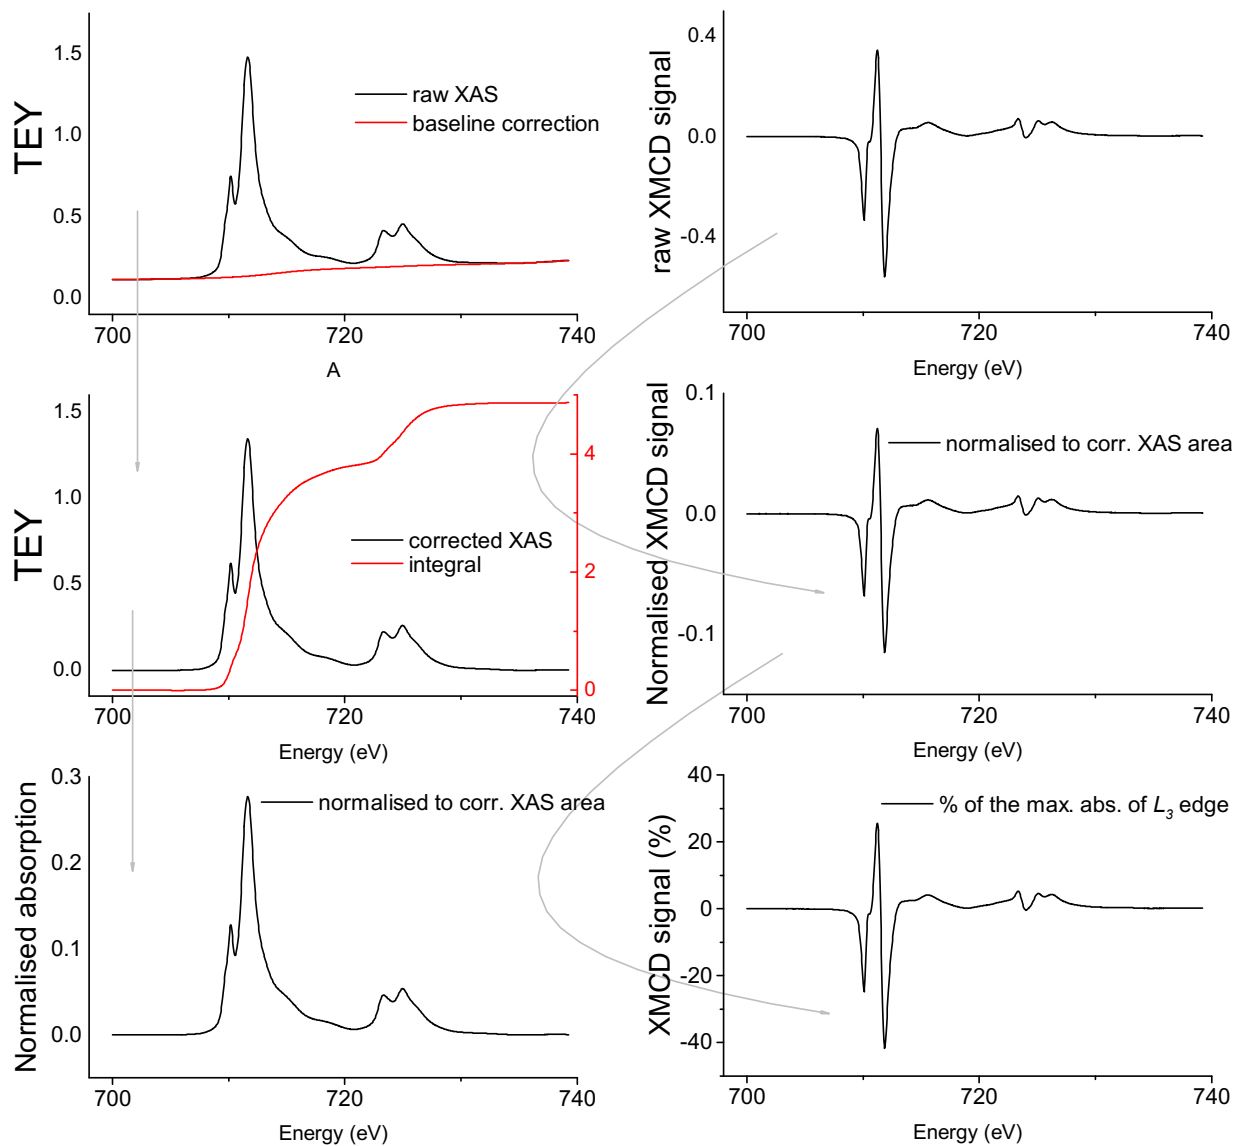 TEY
1.5
1.0
0.5
0.0
raw XAS
baseline correction
700
720
740
A
raw XMCD signal
0.4
0.0
-0.4
700
720
740
Energy (eV)
TEY
1.5
1.0
0.5
0.0
corrected XAS
integral
4
2
0
700
720
740
Energy (eV)
Normalised XMCD signal
0.1
0.0
-0.1
normalised to corr. XAS area
700
720
740
Energy (eV)
Normalised absorption
0.3
0.2
0.1
0.0
normalised to corr. XAS area
700
720
740
Energy (eV)
XMCD signal (%)
40
20
0
-20
-40
% of the max. abs. of L3 edge
700
720
740
Energy (eV)